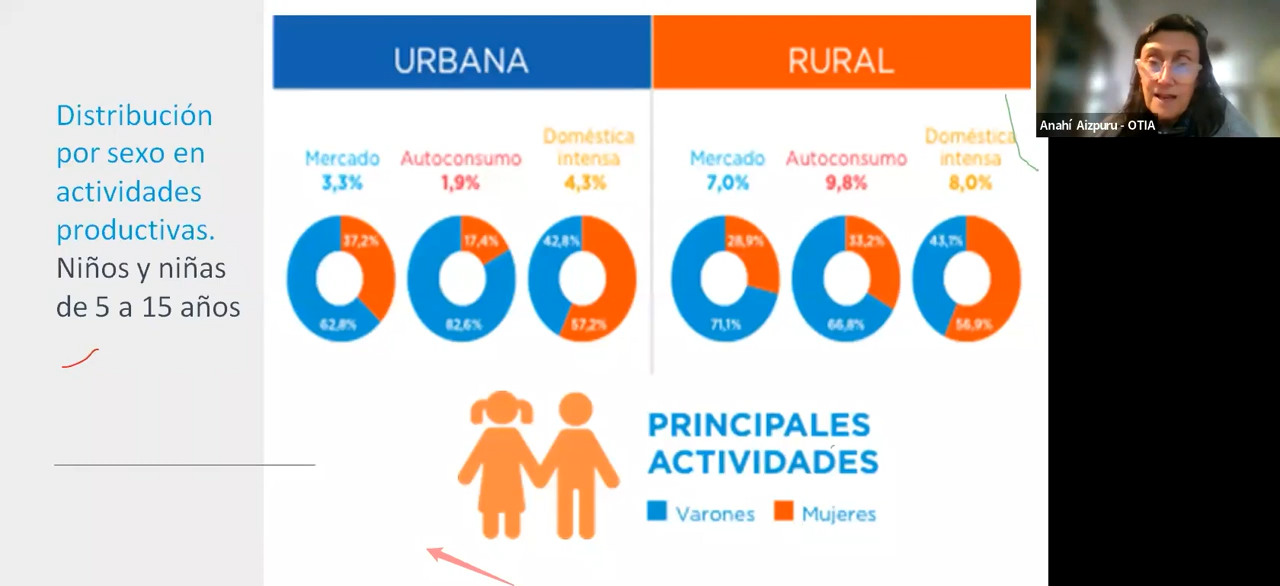 Distribución
por sexo en
actividades
productivas.
Niños y niñas
de 5 a 15 años
URBANA
Mercado
3,3%
37,2%
62,8%
Autoconsumo
1,9%
17,4%
82,6%
Doméstica
intensa
4,3%
42,8%
57,2%
RURAL
Mercado
7,0%
28,9%
71,1%
Autoconsumo
9,8%
33,2%
66,8%
Doméstica
intensa
8,0%
43,1%
56,9%
PRINCIPALES
ACTIVIDADES
Varones
Mujeres
Anahí Aizpuru - OTIA